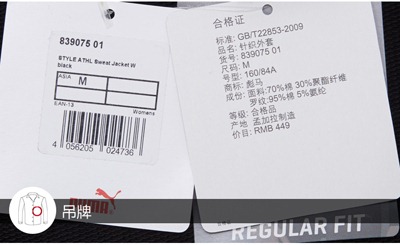 839075 01
STYLE ATHL Sweat Jacket W
black
ASIA
M
EAN-13
Womens
4 056205 024736
PUMA
吊牌
合格证
标准: GB/T22853-2009
品名: 针织外套
货号: 839075 01
尺码: M
型号: 160/84A
商标: 彪马
成份: 面料:70%棉 30%聚酯纤维
罗纹:95%棉 5%氨纶
等级: 合格品
产地: 孟加拉制造
价目: RMB 449
REGULAR FIT